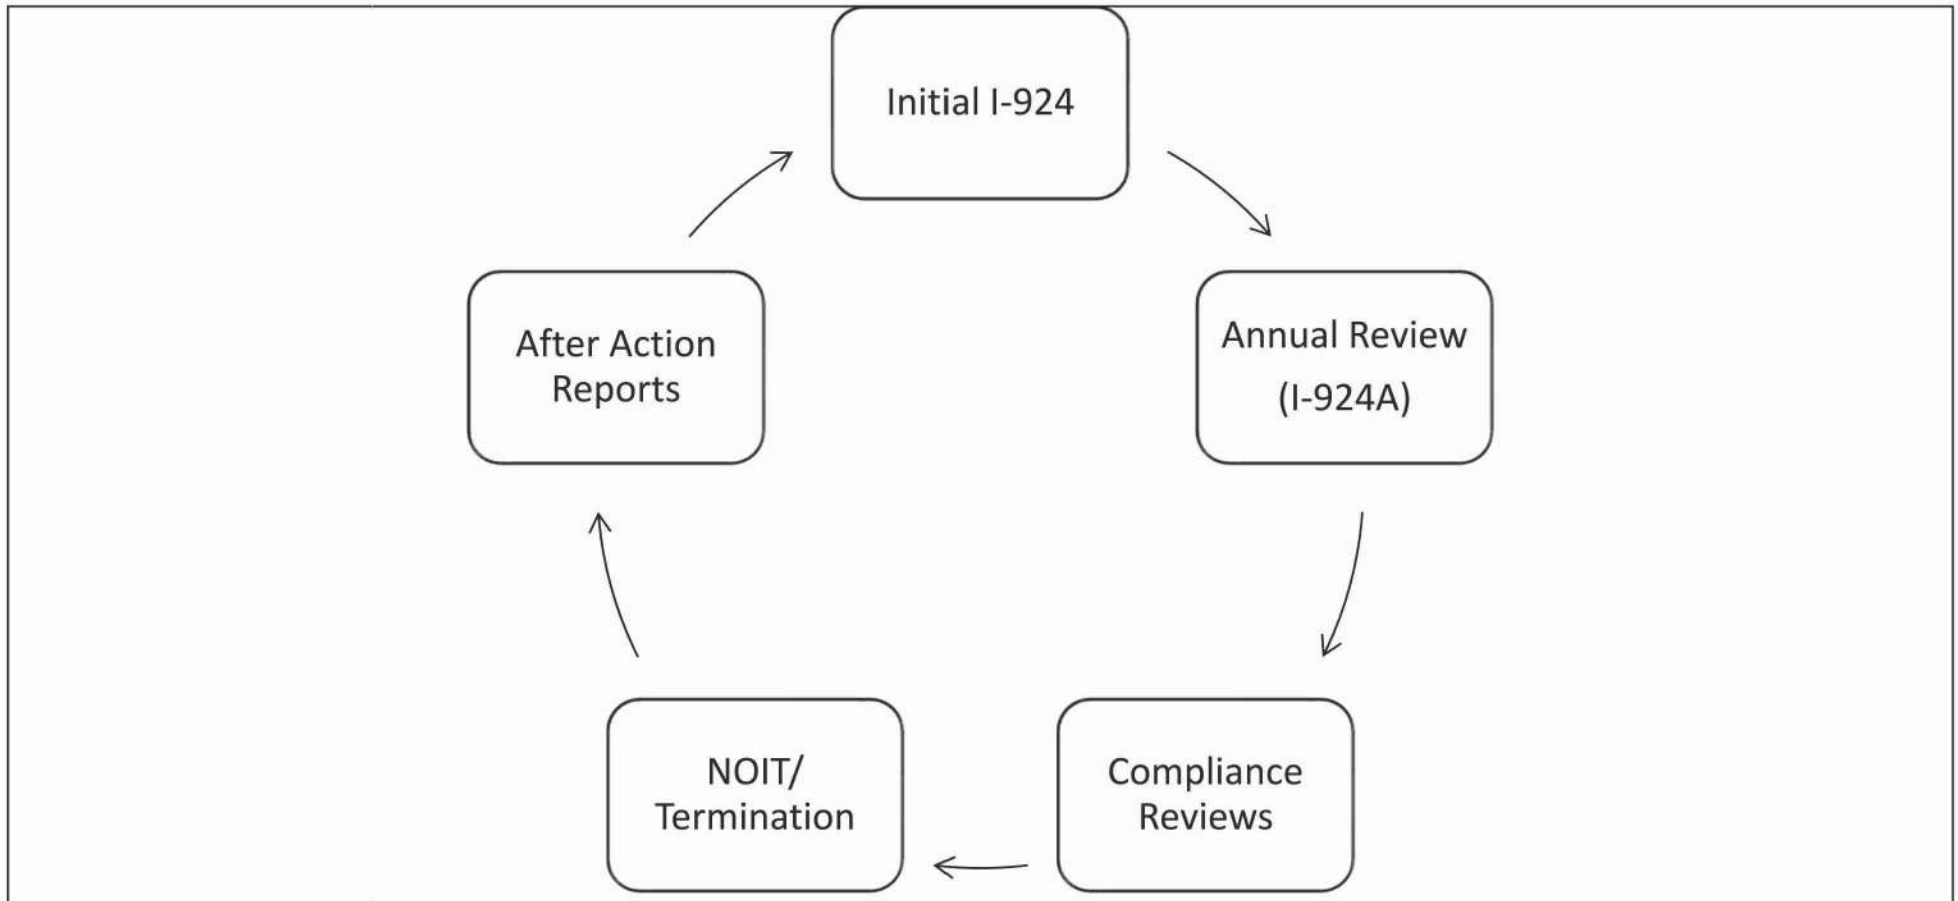 Initial I-924
Annual Review
(I-924A)
Compliance
Reviews
NOIT/
Termination
After Action
Reports